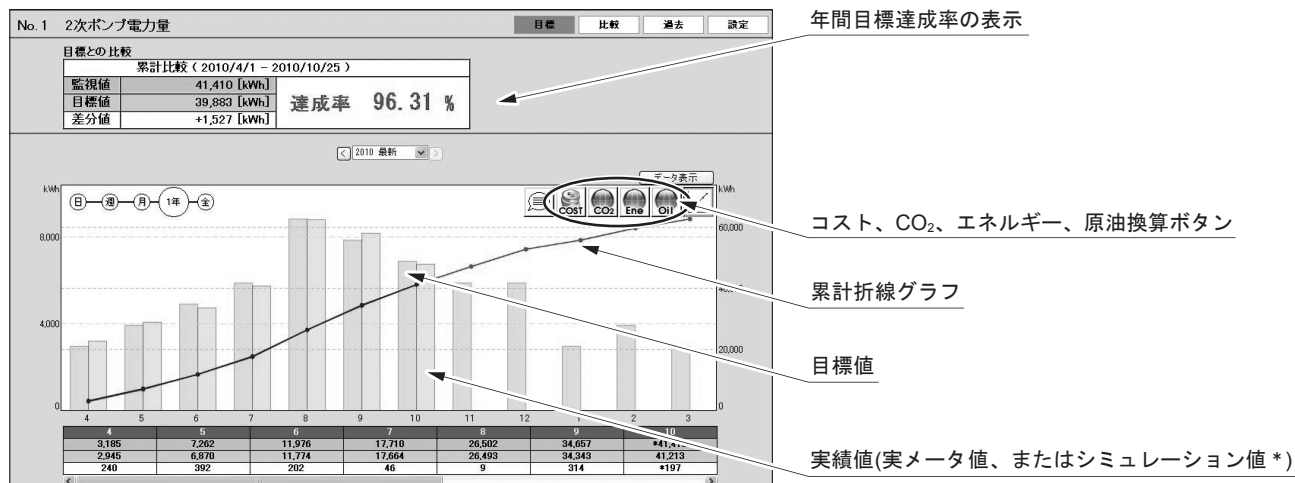 No. 1 2次ポンプ電力量 目標 比較 過去 設定
年間目標達成率の表示
目標との比較
累計比較 ( 2010/4/1 - 2010/10/25 )
監視値 41,410 [kWh]
目標値 39,883 [kWh]
差分値 +1,527 [kWh]
達成率 96.31 %
< 2010 最新 >
データ表示
kWh 日 週 月 1年 全 COST CO2 Ene Oil kWh
コスト、CO₂、エネルギー、原油換算ボタン
8,000 60,000
累計折線グラフ
40,000
4,000
20,000
目標値
0 0
4 5 6 7 8 9 10 11 12 1 2 3
4 5 6 7 8 9 10
3,185 7,262 11,976 17,710 26,502 34,657
2,945 6,870 11,774 17,664 26,493 34,343 41,213
240 392 202 46 9 314 *197
実績値(実メータ値、またはシミュレーション値*)